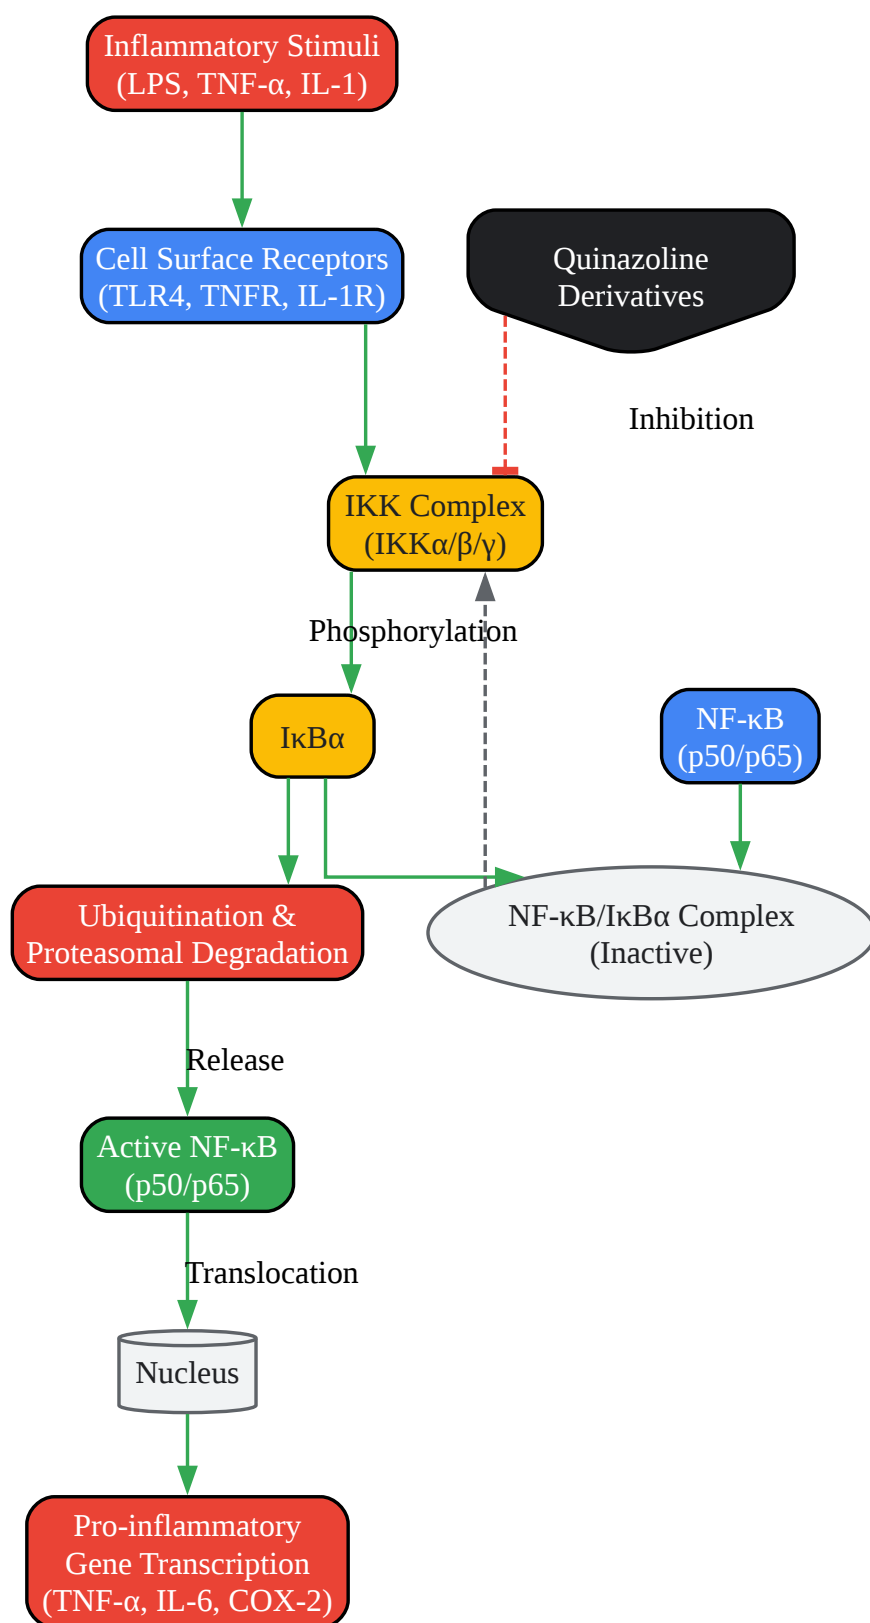 Inflammatory Stimuli
(LPS, TNF-α, IL-1)
Cell Surface Receptors
(TLR4, TNFR, IL-1R)
Quinazoline
Derivatives
Inhibition
IKK Complex
(IKKα/β/γ)
Phosphorylation
IκBα
NF-κB
(p50/p65)
Ubiquitination &
Proteasomal Degradation
NF-κB/IκBα Complex
(Inactive)
Release
Active NF-κB
(p50/p65)
Translocation
Nucleus
Pro-inflammatory
Gene Transcription
(TNF-α, IL-6, COX-2)